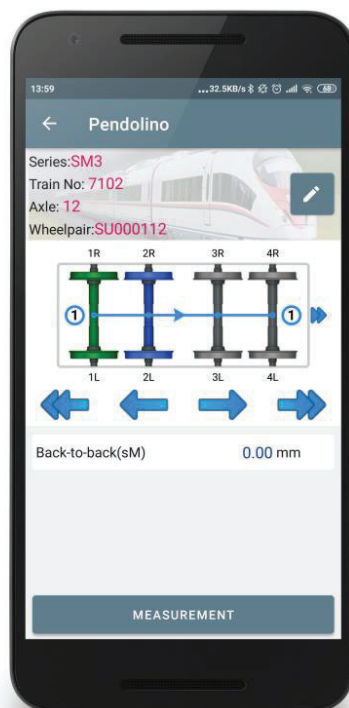 13:59 ...32.5KB/s 68
Pendolino
Series:SM3
Train No: 7102
Axle: 12
Wheelpair:SU000112
1R 2R 3R 4R
1 1
1L 2L 3L 4L
Back-to-back(sM) 0.00 mm
MEASUREMENT